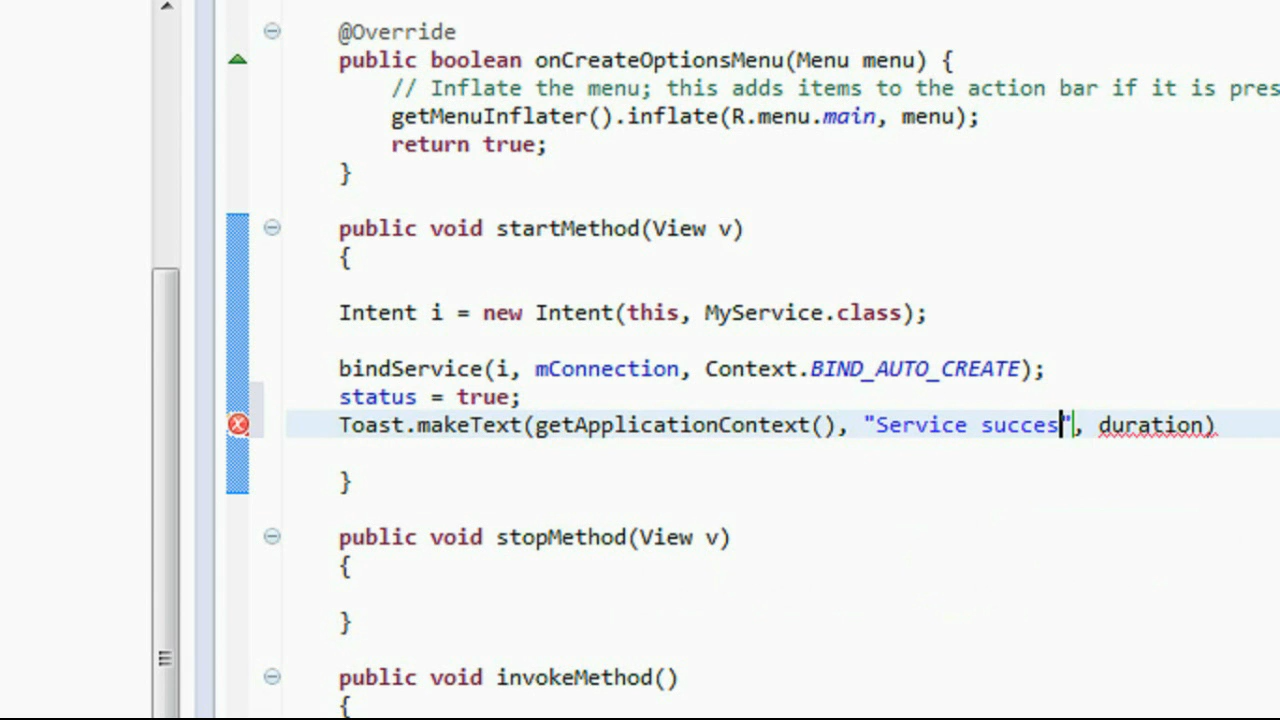 @Override
public boolean onCreateOptionsMenu(Menu menu) {
// Inflate the menu; this adds items to the action bar if it is pres
getMenuInflater().inflate(R.menu.main, menu);
return true;
}
public void startMethod(View v)
{
Intent i = new Intent(this, MyService.class);
bindService(i, mConnection, Context.BIND_AUTO_CREATE);
status = true;
Toast.makeText(getApplicationContext(), "Service succes", duration)
}
public void stopMethod(View v)
{
}
public void invokeMethod()
{